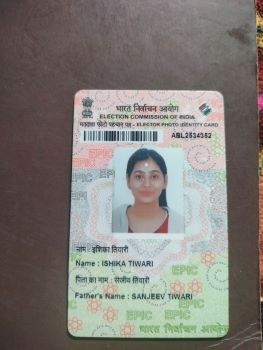 भारत निर्वाचन आयोग
ELECTION COMMISSION OF INDIA
मतदाता फोटो पहचान पत्र - ELECTOR PHOTO IDENTITY CARD
ABL2534352
EPIC
नाम : इशिका तिवारी
Name : ISHIKA TIWARI
पिता का नाम : संजीव तिवारी
Father's Name : SANJEEV TIWARI
भारत निर्वाचन आयोग